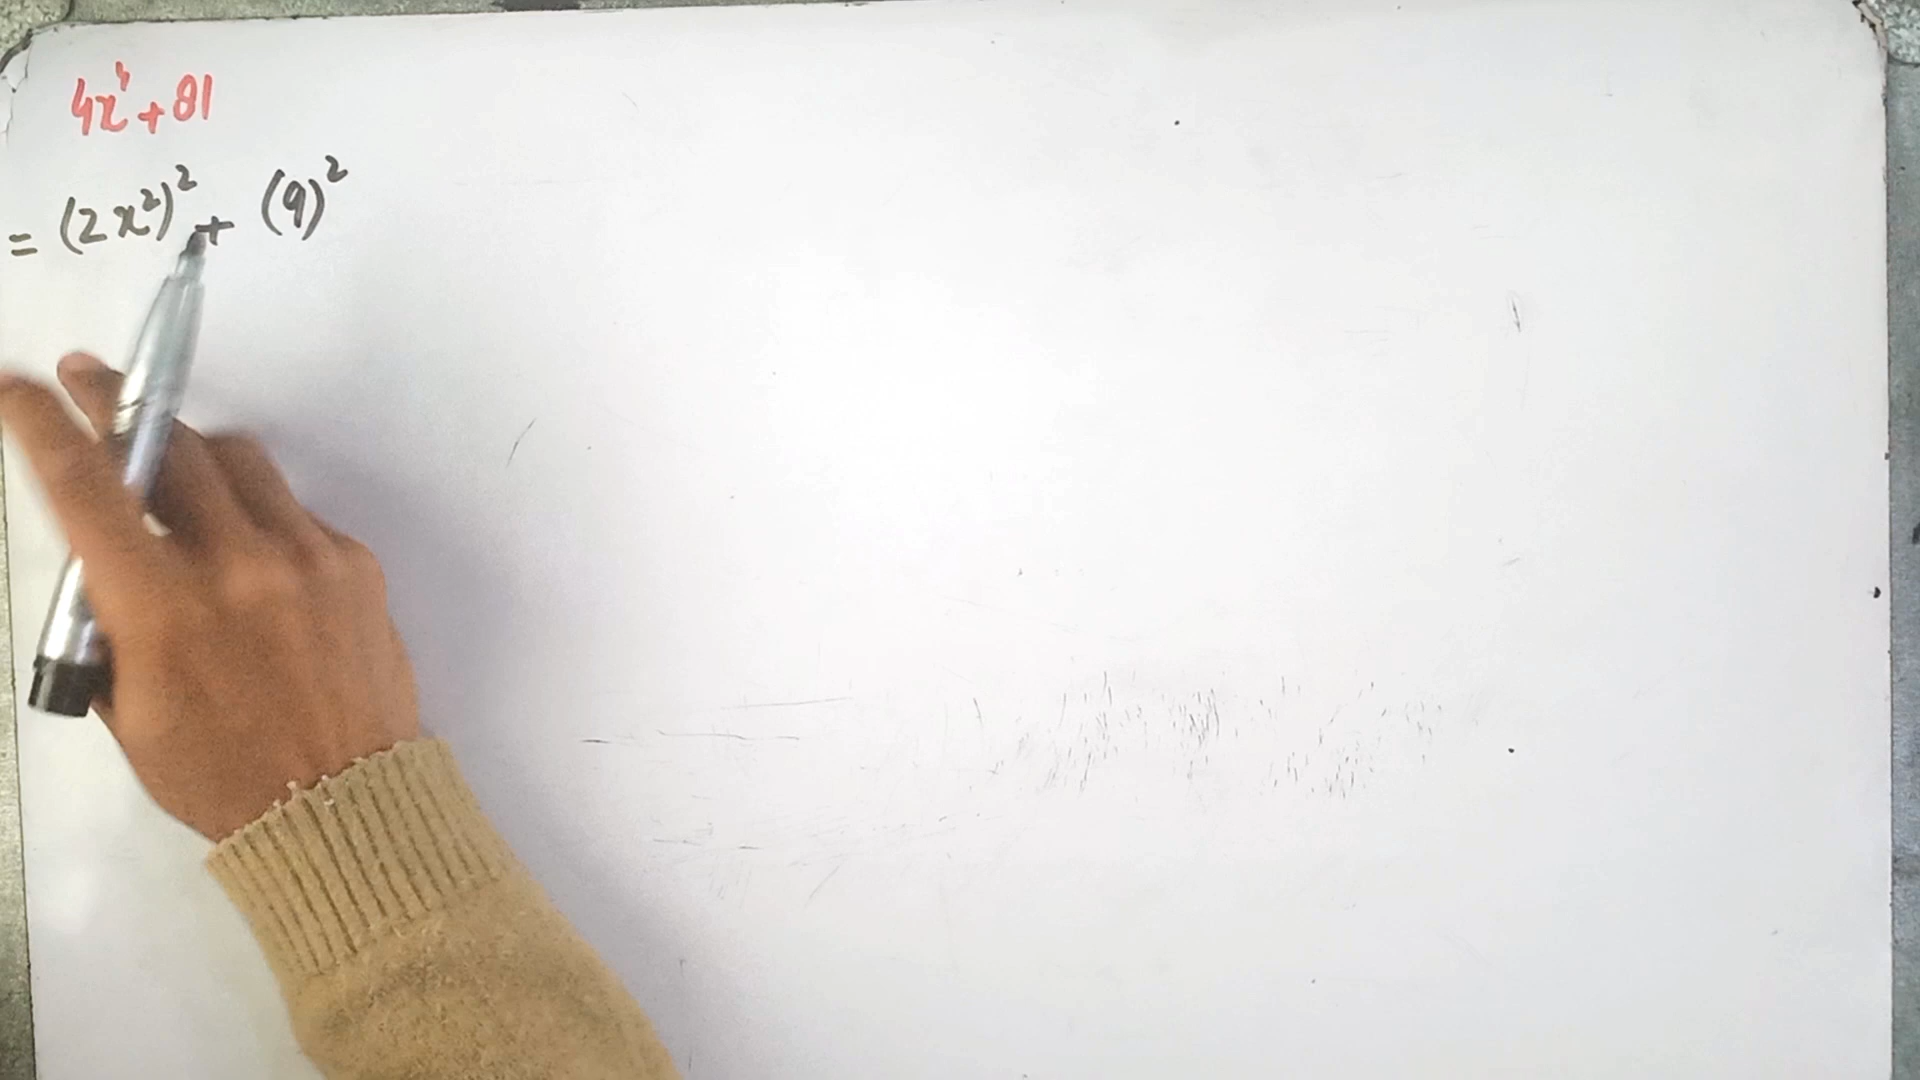 4x⁴+81
= (2x²)² + (9)²